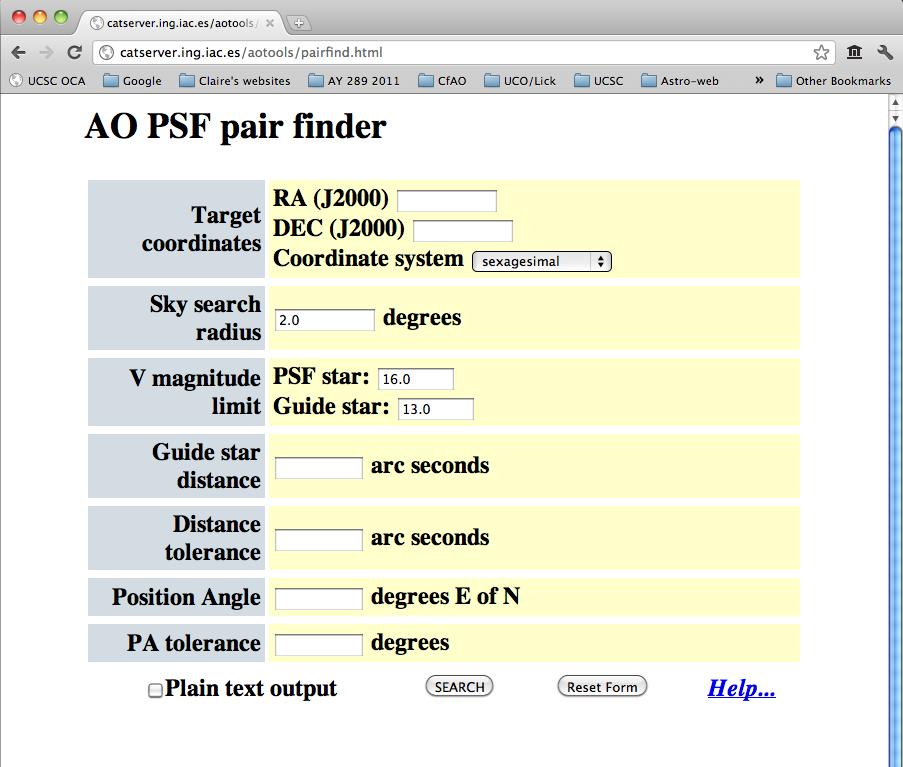 catserver.ing.iac.es/aotools
catserver.ing.iac.es/aotools/pairfind.html
UCSC OCA Google Claire's websites AY 289 2011 CfAO UCO/Lick UCSC Astro-web » Other Bookmarks
AO PSF pair finder
Target
coordinates
RA (J2000)
DEC (J2000)
Coordinate system sexagesimal
Sky search
radius
2.0 degrees
V magnitude
limit
PSF star: 16.0
Guide star: 13.0
Guide star
distance
arc seconds
Distance
tolerance
arc seconds
Position Angle degrees E of N
PA tolerance degrees
Plain text output SEARCH Reset Form Help...